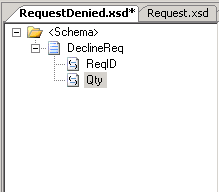 RequestDenied.xsd* Request.xsd
<Schema>
DeclineReq
ReqID
Qty